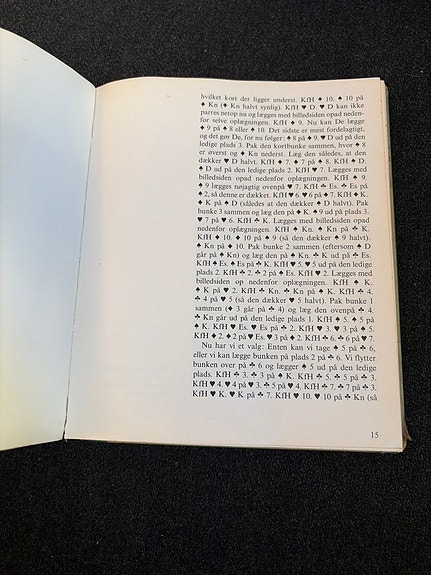 hvilket kort der ligger underst. KfH ♠ 10. ♠ 10 på
♦ Kn (♦ Kn halvt synlig). KfH ♥ D. ♥ D kan ikke
parres netop nu og lægges med billedsiden opad neden-
for selve oplægningen. KfH ♠ 9. Nu kan De lægge
♦ 9 på ♠ 8 eller ♠ 10. Det sidste er mest fordelagtigt,
og det gør De, for nu følger: ♠ 8 på ♦ 9. ♥ D ud på den
ledige plads 3. Pak den kortbunke sammen, hvor ♠ 8
er øverst og ♦ Kn nederst. Læg den således, at den
dækker ♥ D halvt. KfH ♦ 7. ♦ 7 på ♠ 8. KfH ♣ D.
♣ D ud på den ledige plads 2. KfH ♥ 7. Lægges med
billedsiden opad nedenfor oplægningen. KfH ♠ 9.
♠ 9 lægges nøjagtig ovenpå ♥ 7. KfH ♣ Es. ♣ Es på
♣ 2, så denne er dækket. KfH ♥ 6. ♥ 6 på ♦ 7. KfH ♦ K.
♦ K på ♠ D (således at den dækker ♠ D halvt). Pak
bunke 3 sammen og læg den på ♦ K. ♠ 9 ud på plads 3.
♥ 7 på ♥ 6. KfH ♣ K. Lægges med billedsiden opad
nedenfor oplægningen. KfH ♠ Kn. ♠ Kn på ♣ K.
KfH ♦ 10. ♦ 10 på ♠ 9 (så den dækker ♠ 9 halvt).
♠ Kn på ♦ 10. Pak bunke 2 sammen (eftersom ♠ D
går på ♠ Kn) og læg den på ♠ Kn. ♣ K ud på ♣ Es.
KfH ♠ Es. ♠ Es på ♣ K. KfH ♥ 5. ♥ 5 ud på den ledige
plads 2. KfH ♣ 2. ♣ 2 på ♠ Es. KfH ♥ 2. Lægges med
billedsiden op nedenfor oplægningen. KfH ♠ K.
♠ K på ♥ 2. KfH ♣ Kn. ♣ Kn på ♠ K. KfH ♣ 4.
♣ 4 på ♥ 5 (så den dækker ♥ 5 halvt). Pak bunke 1
sammen (♦ 3 går på ♣ 4) og læg den ovenpå ♣ 4.
♣ Kn går ud på den ledige plads 1. KfH ♠ 5. ♠ 5 på
♠ K. KfH ♥ Es. ♥ Es på ♣ 2. KfH ♥ 3. ♥ 3 på ♠ 5.
KfH ♦ 2. ♦ 2 på ♥ Es. KfH ♦ 3. KfH ♣ 6. ♣ 6 på ♥ 7.
Nu har vi et valg: Enten kan vi tage ♠ 5 på ♣ 6,
eller vi kan lægge bunken på plads 2 på ♣ 6. Vi flytter
bunken over på ♣ 6 og lægger ♠ 5 ud på den ledige
plads. KfH ♣ 3. ♣ 3 på ♠ K. KfH ♣ 5. ♣ 5 på ♣ 3.
KfH ♥ 4. ♥ 4 på ♥ 3. ♣ 5 på ♥ 4. KfH ♣ 7. ♣ 7 på ♣ 3.
KfH ♥ K. ♥ K på ♣ 7. KfH ♥ 10. ♥ 10 på ♣ Kn (så
15